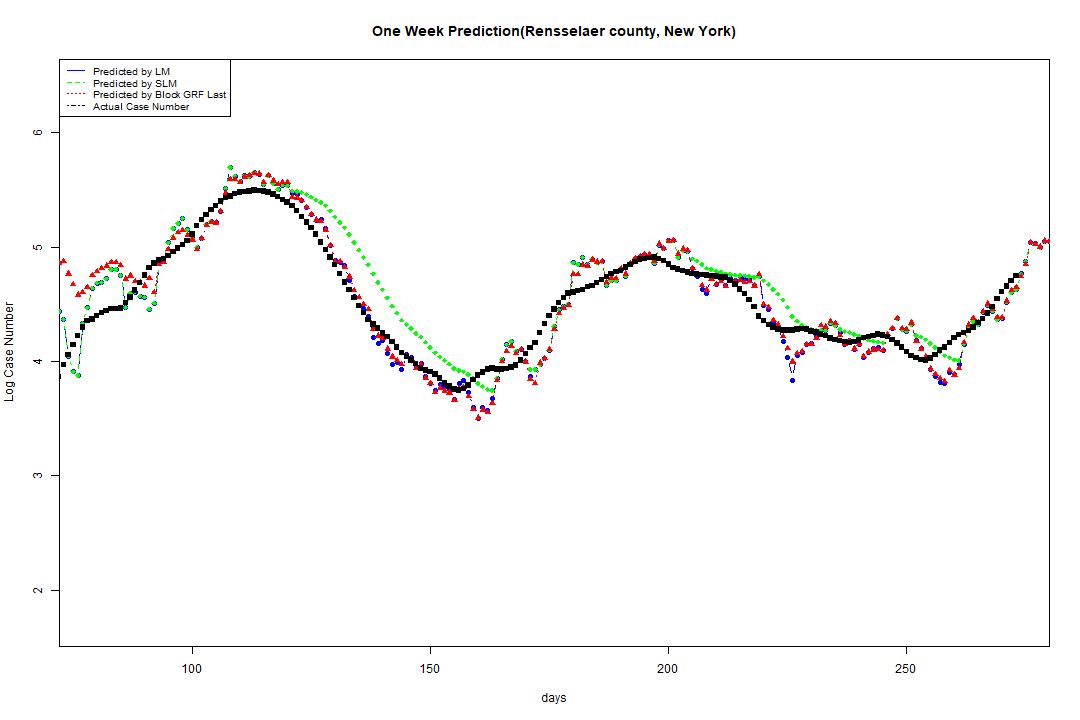 One Week Prediction(Rensselaer county, New York)
Predicted by LM
Predicted by SLM
Predicted by Block GRF Last
Actual Case Number
6
5
4
3
2
Log Case Number
100 150 200 250
days